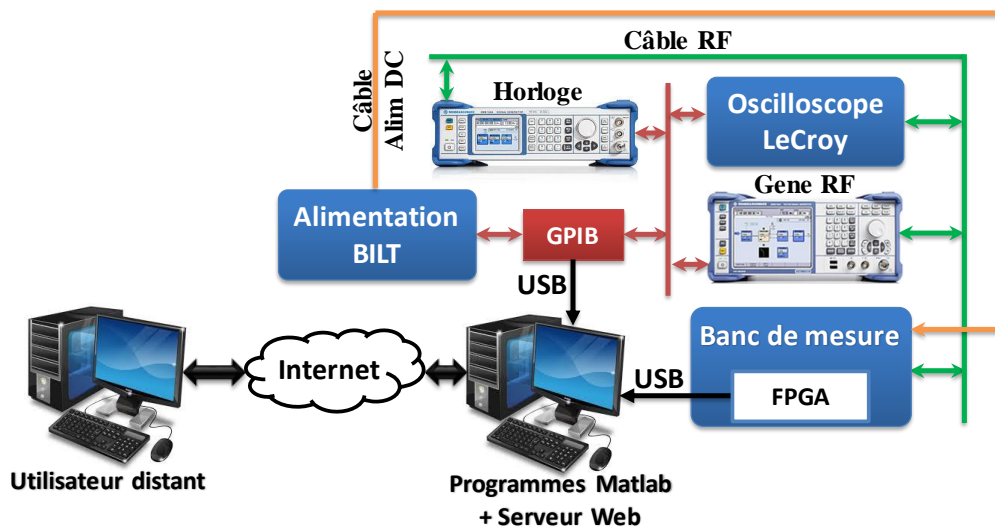 Câble RF
Câble
Alim DC
Horloge
Oscilloscope
LeCroy
Gene RF
Alimentation
BILT
GPIB
USB
Banc de mesure
Internet
USB
FPGA
Utilisateur distant
Programmes Matlab
+ Serveur Web